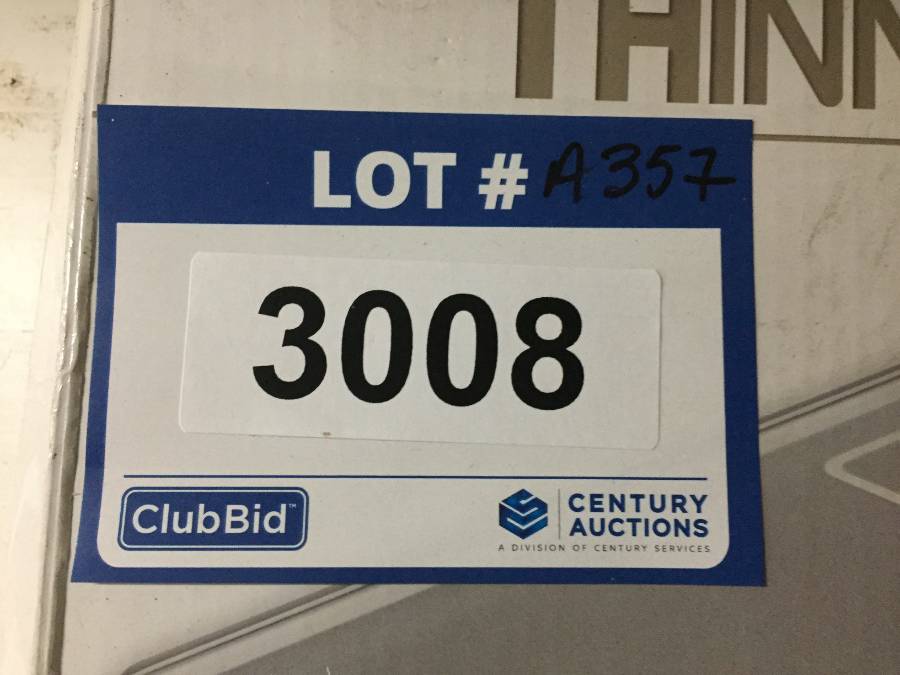 THINN
LOT # A357
3008
ClubBid™
CENTURY
AUCTIONS
A DIVISION OF CENTURY SERVICES